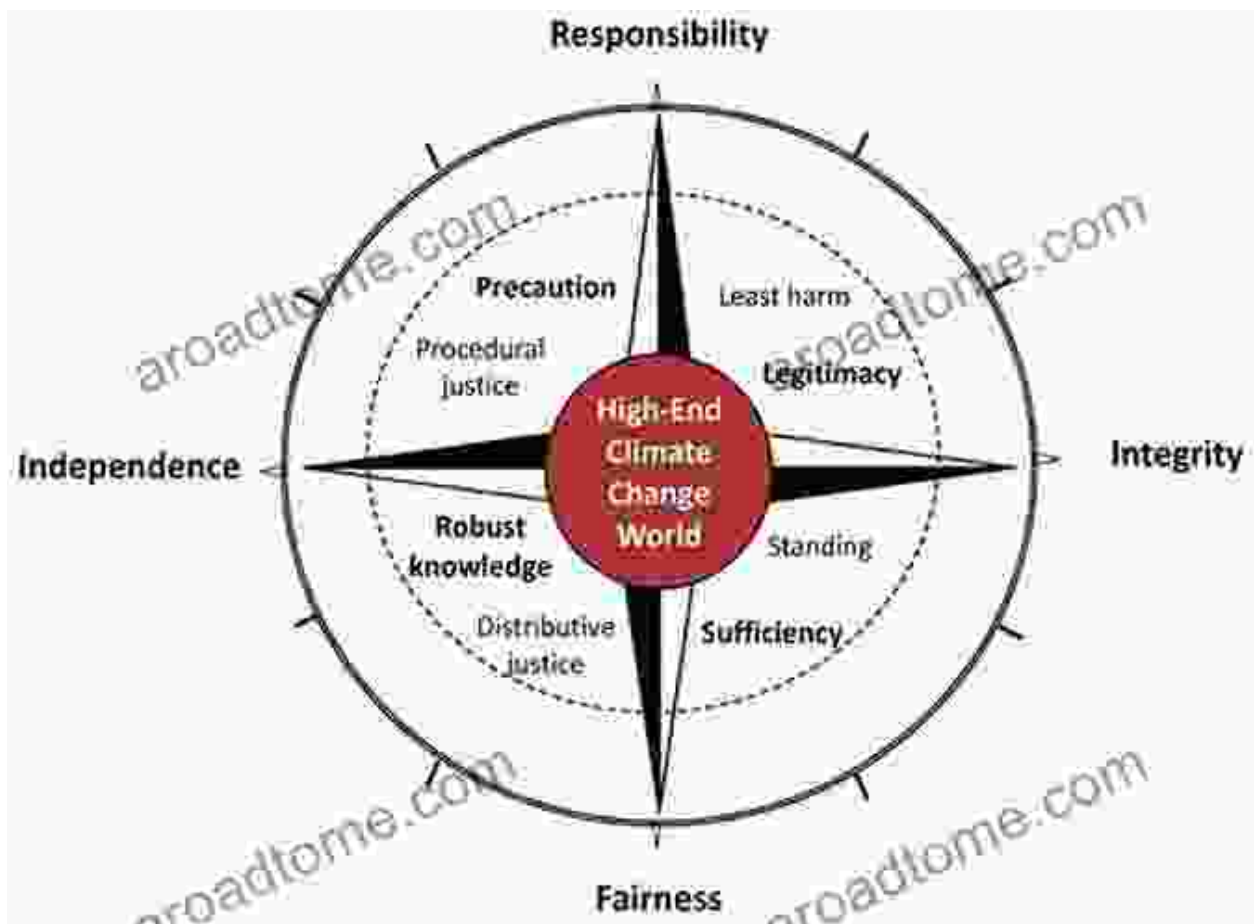 Responsibility
aroadtome.com
aroadtome.com
Precaution
Least harm
Procedural
justice
Legitimacy
High-End
Climate
Change
World
Independence
Integrity
Robust
knowledge
Standing
Distributive
justice
Sufficiency
aroadtome.com
aroadtome.com
Fairness